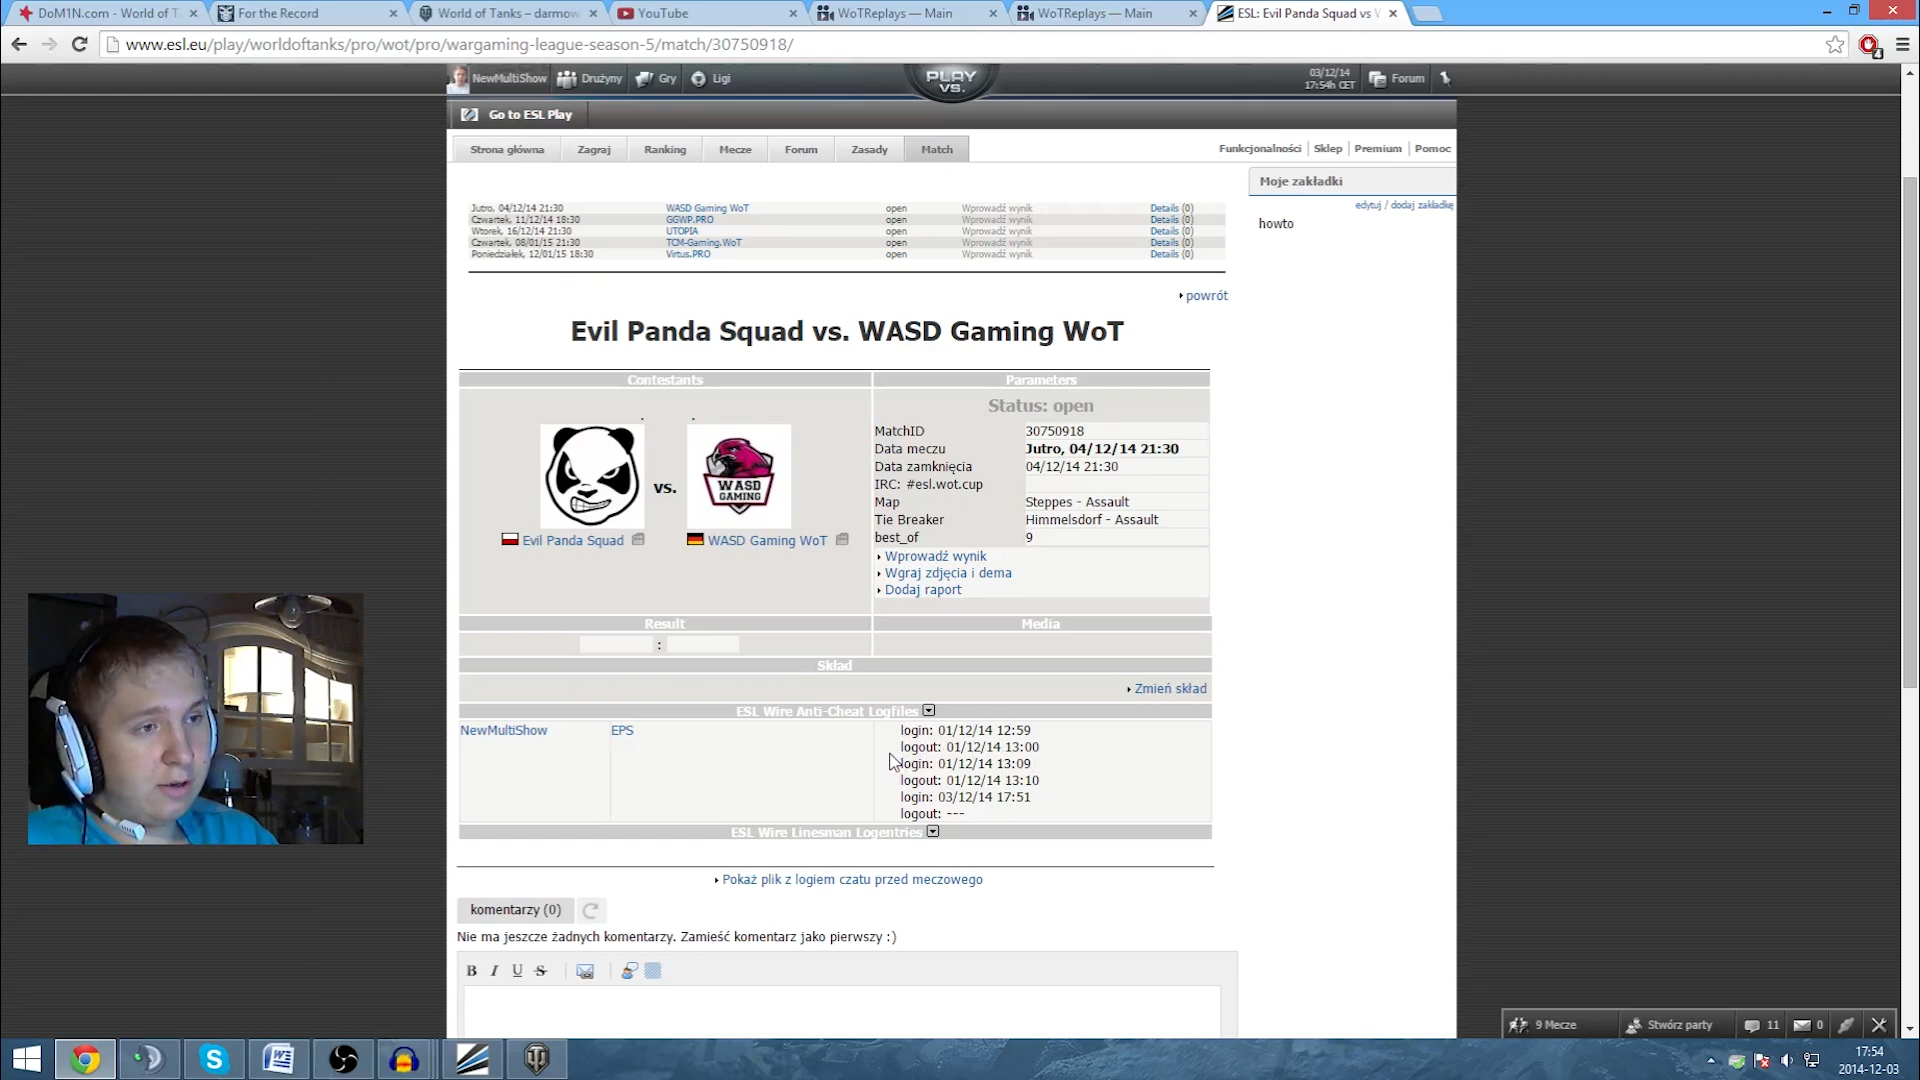 DoM1N.com - World of T
For the Record
World of Tanks – darmow
YouTube
WoTReplays — Main
WoTReplays — Main
ESL: Evil Panda Squad vs W
www.esl.eu/play/worldoftanks/pro/wot/pro/wargaming-league-season-5/match/30750918/
NewMultiShow
Drużyny
Gry
Ligi
PLAY VS.
03/12/14
17:54h CET
Forum
Go to ESL Play
Strona główna
Zagraj
Ranking
Mecze
Forum
Zasady
Match
Funkcjonalności
Sklep
Premium
Pomoc
Moje zakładki
edytuj / dodaj zakładkę
howto
Jutro, 04/12/14 21:30 WASD Gaming WoT open Wprowadź wynik Details (0)
Czwartek, 11/12/14 18:30 GGWP.PRO open Wprowadź wynik Details (0)
Wtorek, 16/12/14 21:30 UTOPIA open Wprowadź wynik Details (0)
Czwartek, 08/01/15 21:30 TCM-Gaming.WoT open Wprowadź wynik Details (0)
Poniedziałek, 12/01/15 18:30 Virtus.PRO open Wprowadź wynik Details (0)
powrót
Evil Panda Squad vs. WASD Gaming WoT
Contestants
Parameters
WASD
GAMING
vs.
Evil Panda Squad
WASD Gaming WoT
Status: open
MatchID 30750918
Data meczu Jutro, 04/12/14 21:30
Data zamknięcia 04/12/14 21:30
IRC: #esl.wot.cup
Map Steppes - Assault
Tie Breaker Himmelsdorf - Assault
best_of 9
Wprowadź wynik
Wgraj zdjęcia i dema
Dodaj raport
Result
Media
:
Skład
Zmień skład
ESL Wire Anti-Cheat Logfiles
NewMultiShow
EPS
login: 01/12/14 12:59
logout: 01/12/14 13:00
login: 01/12/14 13:09
logout: 01/12/14 13:10
login: 03/12/14 17:51
logout: ---
ESL Wire Linesman Logentries
Pokaż plik z logiem czatu przed meczowego
komentarzy (0)
Nie ma jeszcze żadnych komentarzy. Zamieść komentarz jako pierwszy :)
B I U S
9 Mecze
Stwórz party
11
0
17:54
2014-12-03